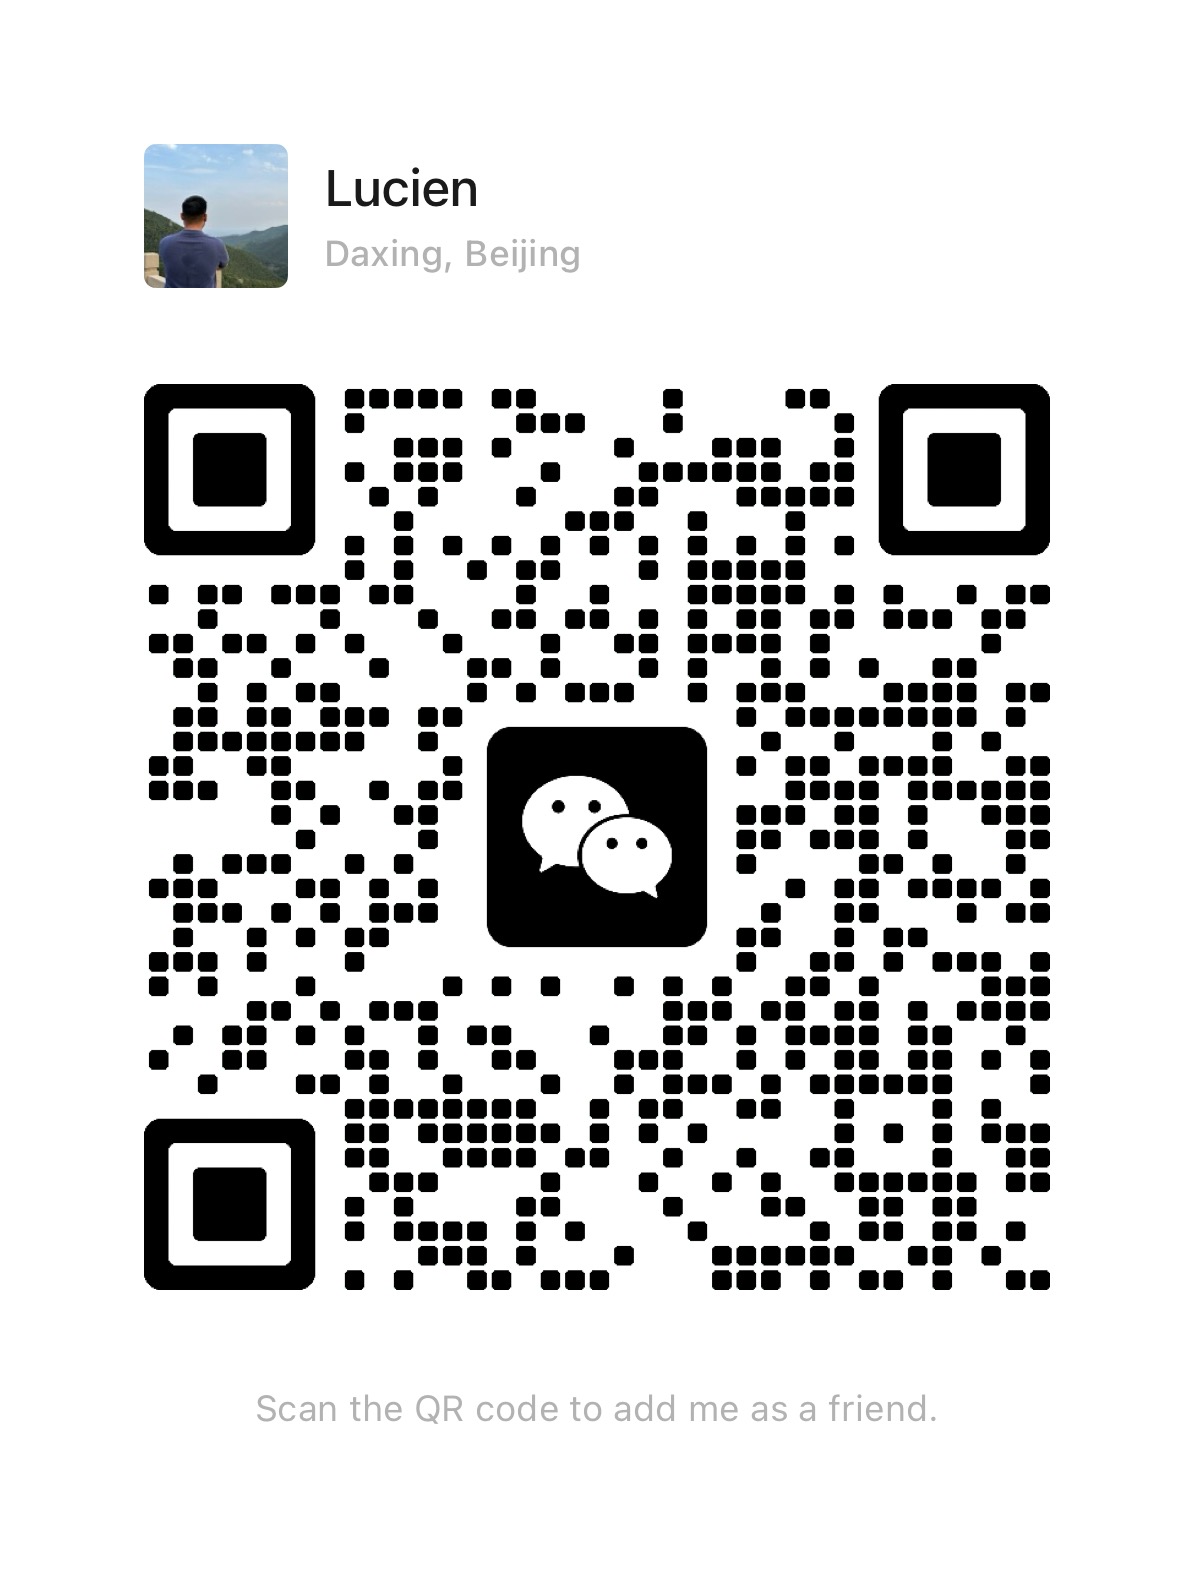 Lucien
Daxing, Beijing
Scan the QR code to add me as a friend.